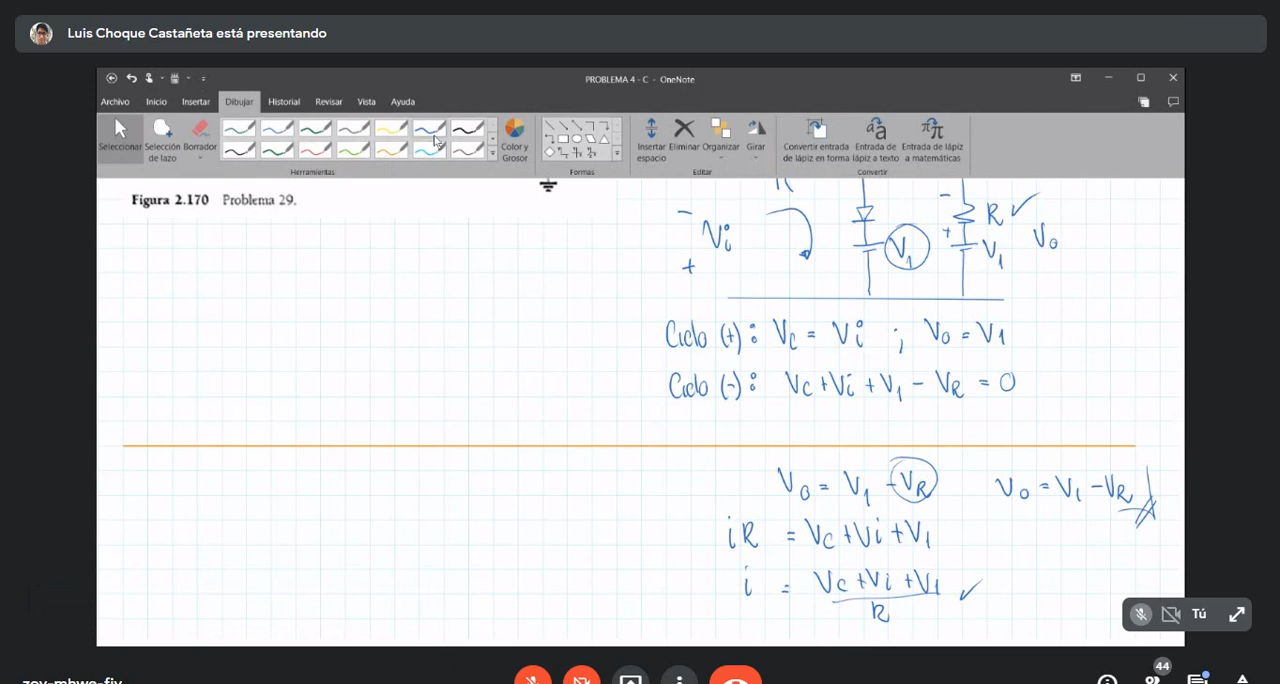 Luis Choque Castañeta está presentando
PROBLEMA 4 - C - OneNote
Archivo Inicio Insertar Dibujar Historial Revisar Vista Ayuda
Seleccionar
Selección de lazo
Borrador
Color y Grosor
Insertar espacio
Eliminar
Organizar
Girar
Convertir entrada de lápiz en forma
Entrada de lápiz a texto
Entrada de lápiz a matemáticas
Herramientas Formas Editar Convertir
Figura 2.170 Problema 29.
R
- Vi +
V1
- R ✓
+ V1
Vo
Ciclo (+): Vc = Vi ; Vo = V1
Ciclo (-): Vc + Vi + V1 - VR = 0
Vo = V1 - VR
Vo = V1 - VR
iR = Vc + Vi + V1
i = Vc + Vi + V1 ✓
R
Tú
44